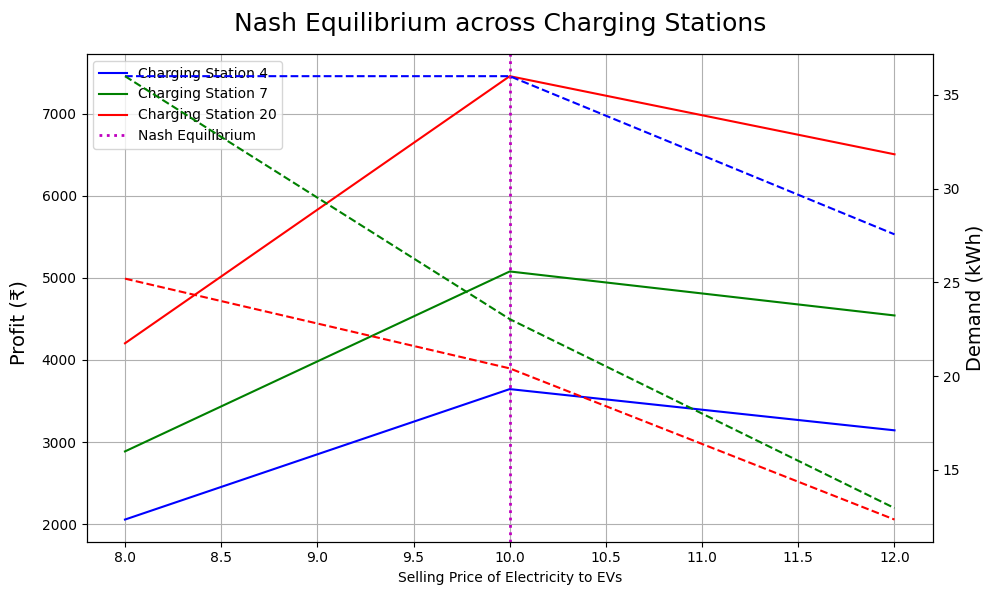 Nash Equilibrium across Charging Stations
Charging Station 4
Charging Station 7
Charging Station 20
Nash Equilibrium
Profit (₹)
7000
6000
5000
4000
3000
2000
35
30
25
20
15
Demand (kWh)
8.0 8.5 9.0 9.5 10.0 10.5 11.0 11.5 12.0
Selling Price of Electricity to EVs